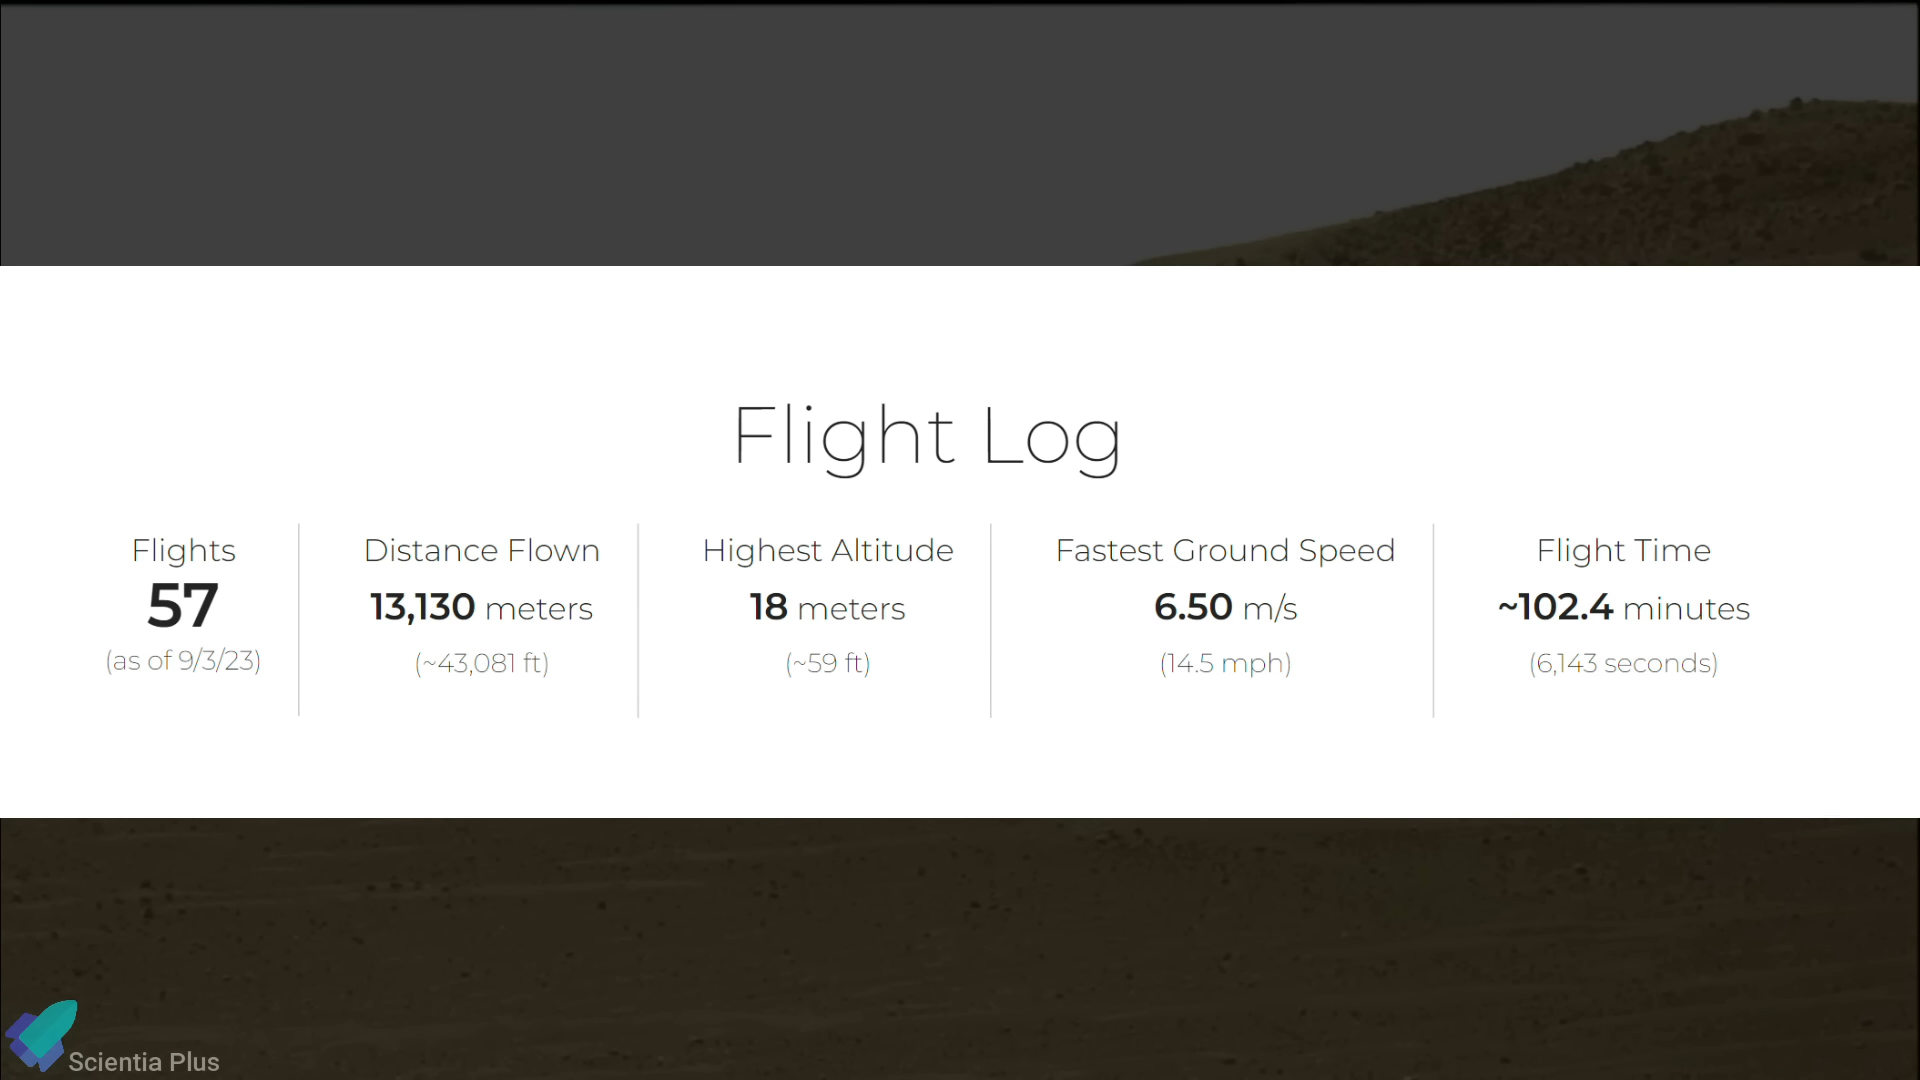 Flight Log
Flights
57
(as of 9/3/23)
Distance Flown
13,130 meters
(~43,081 ft)
Highest Altitude
18 meters
(~59 ft)
Fastest Ground Speed
6.50 m/s
(14.5 mph)
Flight Time
~102.4 minutes
(6,143 seconds)
Scientia Plus